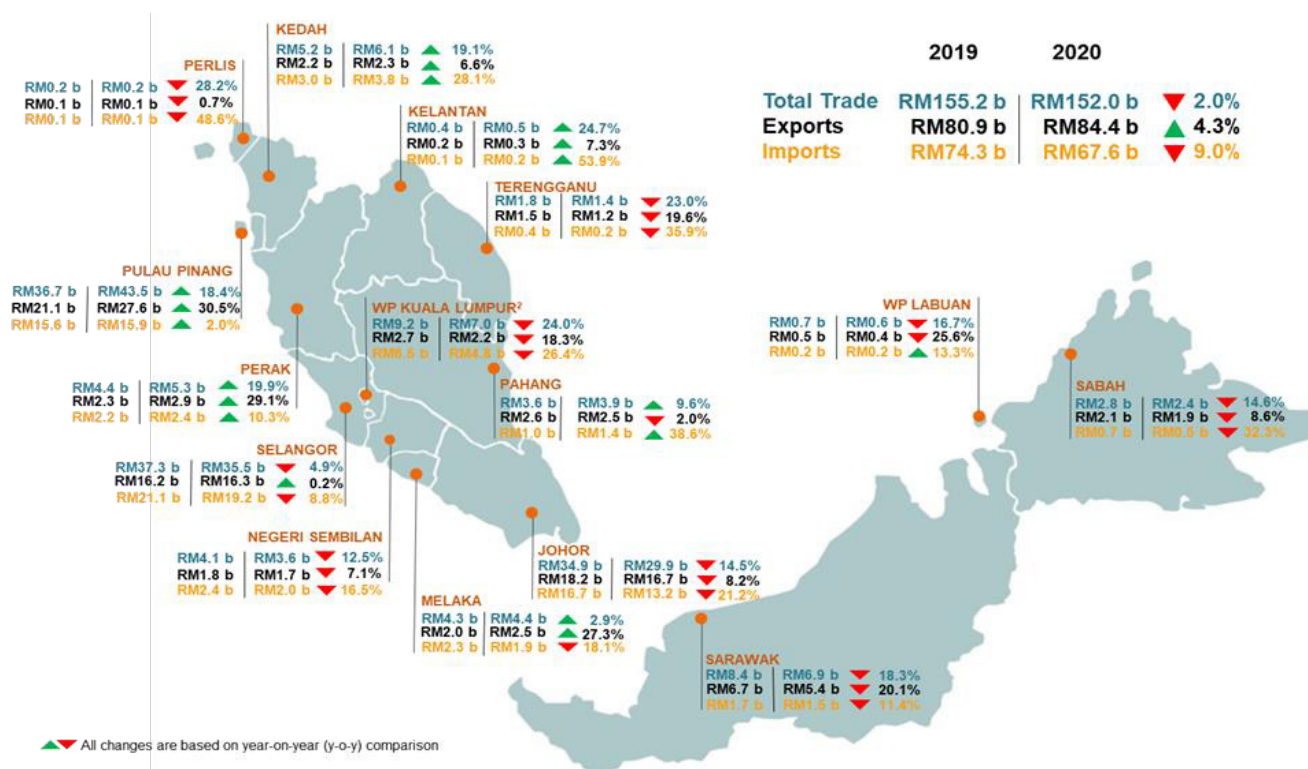 KEDAH
RM5.2 b RM6.1 b 19.1%
RM2.2 b RM2.3 b 6.6%
RM3.0 b RM3.8 b 28.1%
PERLIS
RM0.2 b RM0.2 b 28.2%
RM0.1 b RM0.1 b 0.7%
RM0.1 b RM0.1 b 48.6%
2019 2020
Total Trade RM155.2 b RM152.0 b 2.0%
Exports RM80.9 b RM84.4 b 4.3%
Imports RM74.3 b RM67.6 b 9.0%
KELANTAN
RM0.4 b RM0.5 b 24.7%
RM0.2 b RM0.3 b 7.3%
RM0.1 b RM0.2 b 53.9%
TERENGGANU
RM1.8 b RM1.4 b 23.0%
RM1.5 b RM1.2 b 19.6%
RM0.4 b RM0.2 b 35.9%
PULAU PINANG
RM36.7 b RM43.5 b 18.4%
RM21.1 b RM27.6 b 30.5%
RM15.6 b RM15.9 b 2.0%
WP KUALA LUMPUR²
RM9.2 b RM7.0 b 24.0%
RM2.7 b RM2.2 b 18.3%
RM6.5 b RM4.8 b 26.4%
WP LABUAN
RM0.7 b RM0.6 b 16.7%
RM0.5 b RM0.4 b 25.6%
RM0.2 b RM0.2 b 13.3%
PERAK
RM4.4 b RM5.3 b 19.9%
RM2.3 b RM2.9 b 29.1%
RM2.2 b RM2.4 b 10.3%
PAHANG
RM3.6 b RM3.9 b 9.6%
RM2.6 b RM2.5 b 2.0%
RM1.0 b RM1.4 b 38.6%
SABAH
RM2.8 b RM2.4 b 14.6%
RM2.1 b RM1.9 b 8.6%
RM0.7 b RM0.5 b 32.3%
SELANGOR
RM37.3 b RM35.5 b 4.9%
RM16.2 b RM16.3 b 0.2%
RM21.1 b RM19.2 b 8.8%
NEGERI SEMBILAN
RM4.1 b RM3.6 b 12.5%
RM1.8 b RM1.7 b 7.1%
RM2.4 b RM2.0 b 16.5%
JOHOR
RM34.9 b RM29.9 b 14.5%
RM18.2 b RM16.7 b 8.2%
RM16.7 b RM13.2 b 21.2%
MELAKA
RM4.3 b RM4.4 b 2.9%
RM2.0 b RM2.5 b 27.3%
RM2.3 b RM1.9 b 18.1%
SARAWAK
RM8.4 b RM6.9 b 18.3%
RM6.7 b RM5.4 b 20.1%
RM1.7 b RM1.5 b 11.4%
All changes are based on year-on-year (y-o-y) comparison